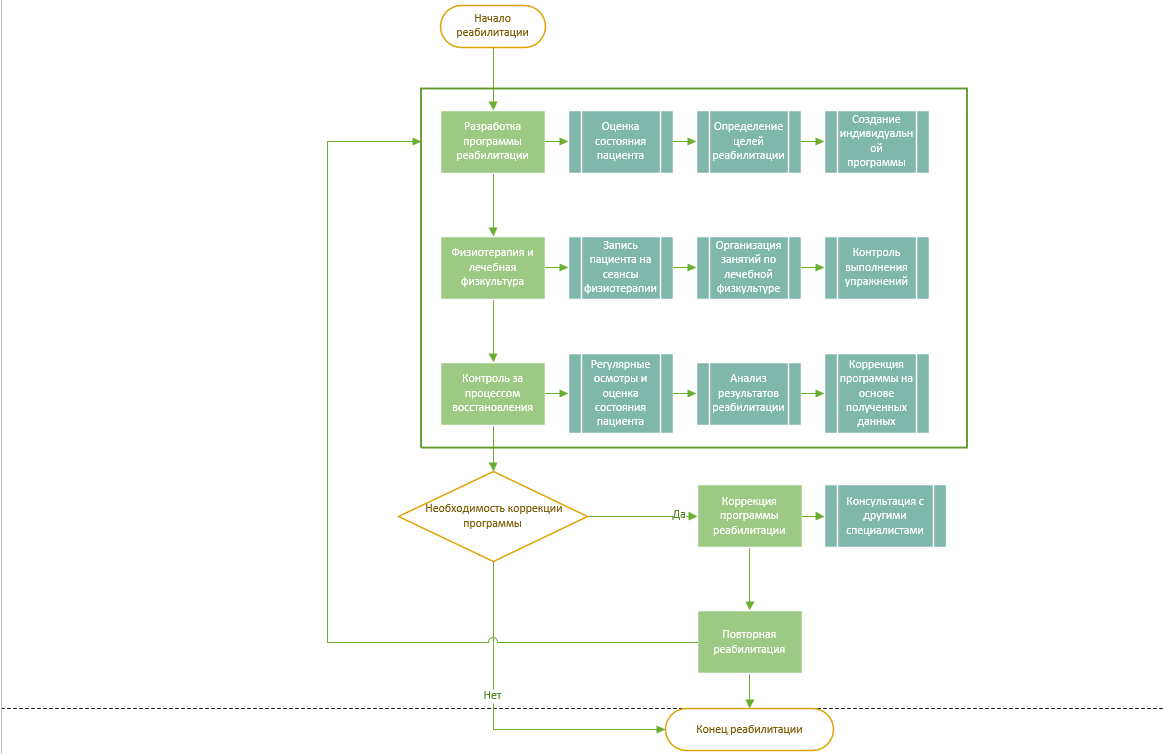 Начало
реабилитации
Разработка
программы
реабилитации
Оценка
состояния
пациента
Определение
целей
реабилитации
Создание
индивидуальн
ой
программы
Физиотерапия и
лечебная
физкультура
Запись
пациента на
сеансы
физиотерапии
Организация
занятий по
лечебной
физкультуре
Контроль
выполнения
упражнений
Контроль за
процессом
восстановления
Регулярные
осмотры и
оценка
состояния
пациента
Анализ
результатов
реабилитации
Коррекция
программы на
основе
полученных
данных
Необходимость коррекции
программы
Да
Коррекция
программы
реабилитации
Консультация с
другими
специалистами
Повторная
реабилитация
Нет
Конец реабилитации